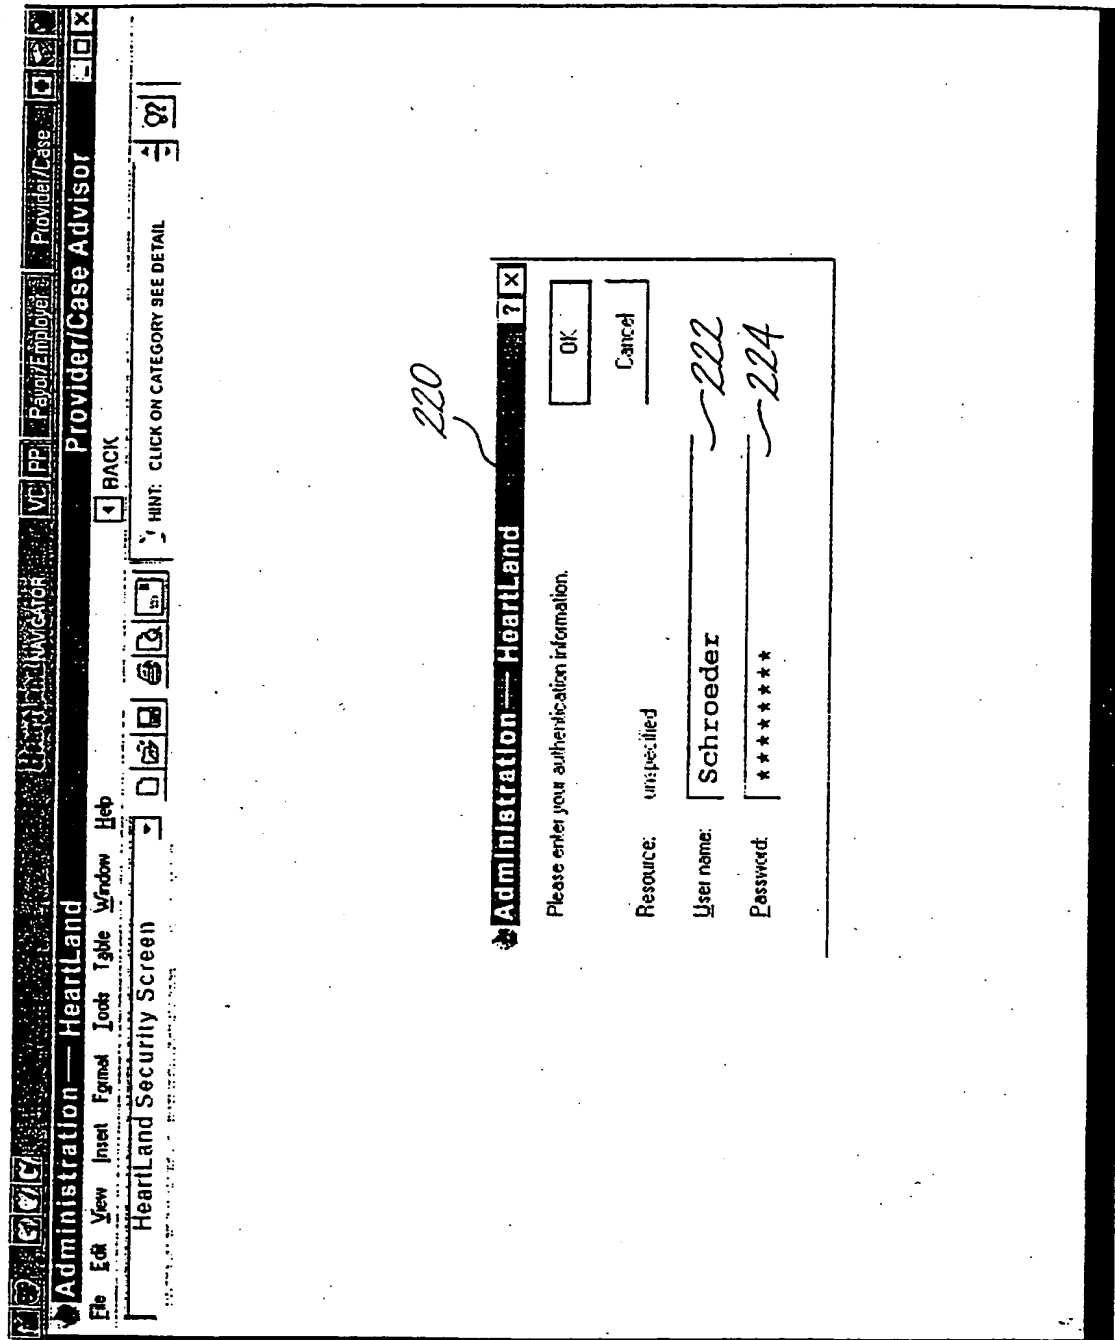 NAVIGATOR VC PP Payor/Employer Provider/Case
Administration — HeartLand Provider/Case Advisor
File Edit View Insert Format Tools Table Window Help BACK
HeartLand Security Screen HINT: CLICK ON CATEGORY SEE DETAIL
220
Administration — HeartLand ? X
Please enter your authentication information.
OK
Resource: unspecified
Cancel
User name: Schroeder
222
Password: ********
224